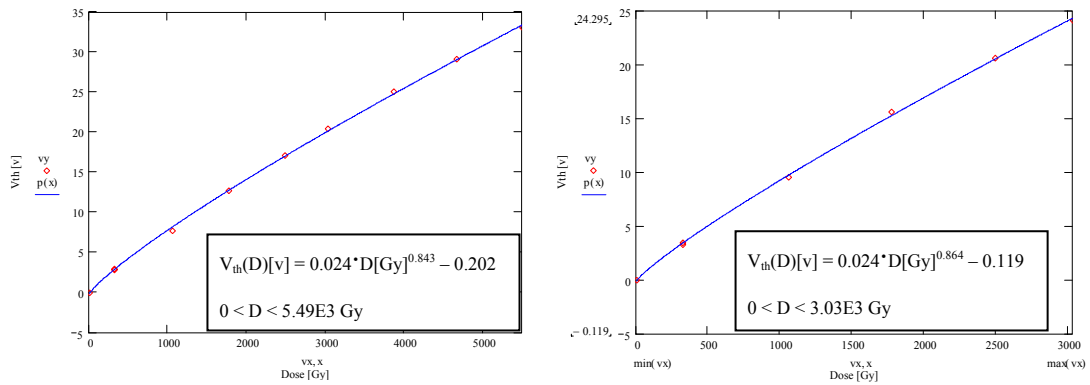 35
30
25
20
15
10
5
0
−5
0 1000 2000 3000 4000 5000
Vth [v]
vy
p(x)
vx, x
Dose [Gy]
Vth(D)[v] = 0.024•D[Gy]^0.843 – 0.202
0 < D < 5.49E3 Gy
25
24.295
20
15
10
5
0
−5
− 0.119
0 500 1000 1500 2000 2500 3000
Vth [v]
vy
p(x)
min(vx) vx, x max(vx)
Dose [Gy]
Vth(D)[v] = 0.024•D[Gy]^0.864 – 0.119
0 < D < 3.03E3 Gy